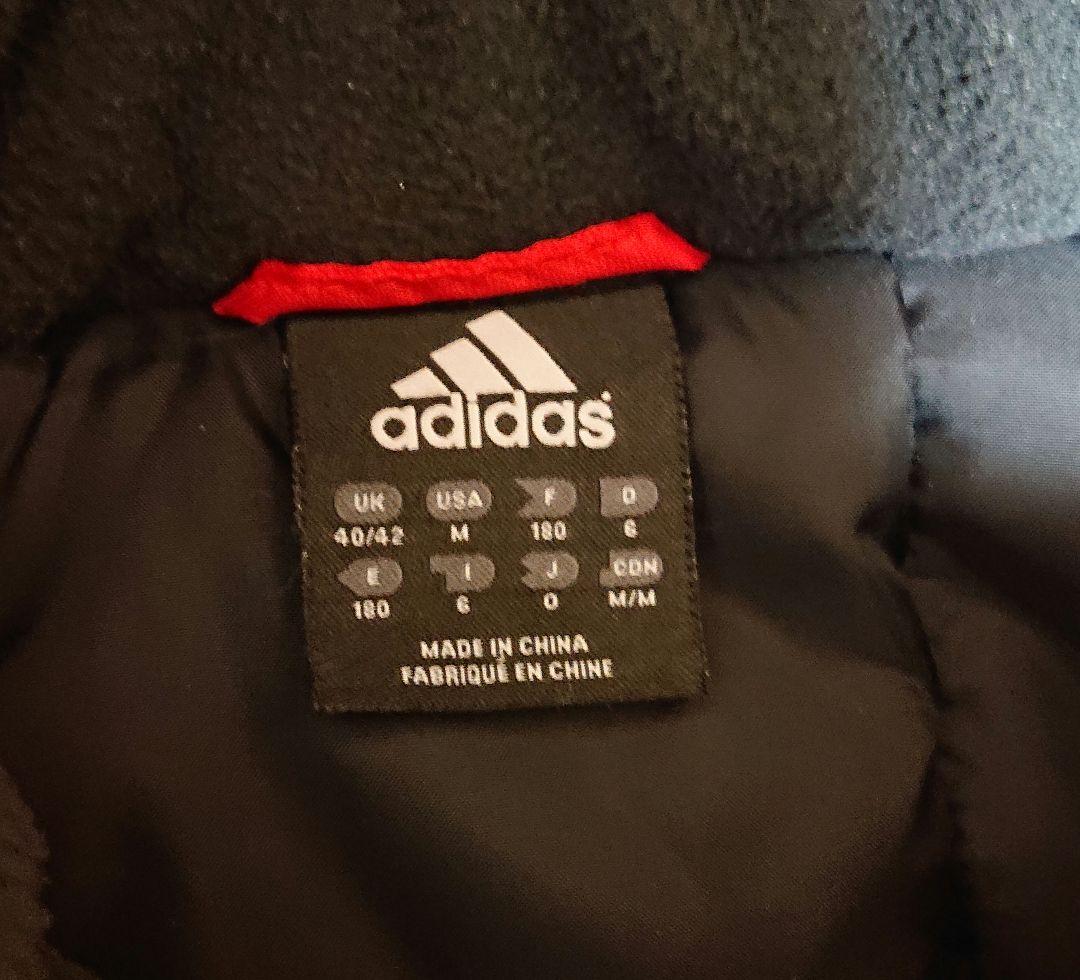 adidas
UK USA F D
40/42 M 180 6
E I J CDN
180 6 O M/M
MADE IN CHINA
FABRIQUÉ EN CHINE